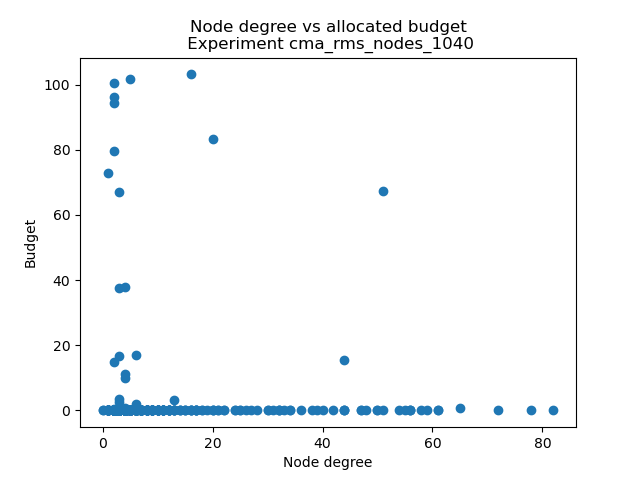 Node degree vs allocated budget
Experiment cma_rms_nodes_1040
100
80
60
40
20
0
Budget
0 20 40 60 80
Node degree